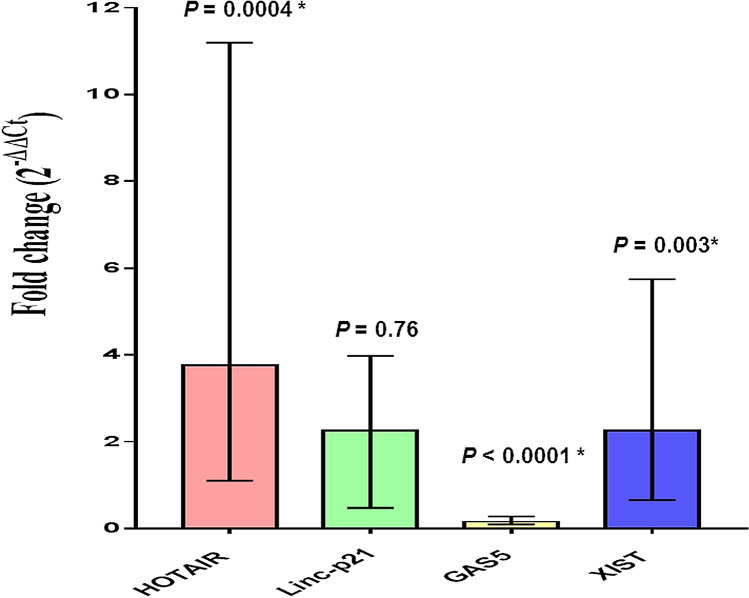 P = 0.0004 *
12
10
8
6
4
2
0
Fold change (2-ΔΔCt)
P = 0.76
P < 0.0001 *
P = 0.003*
HOTAIR
Linc-p21
GAS5
XIST